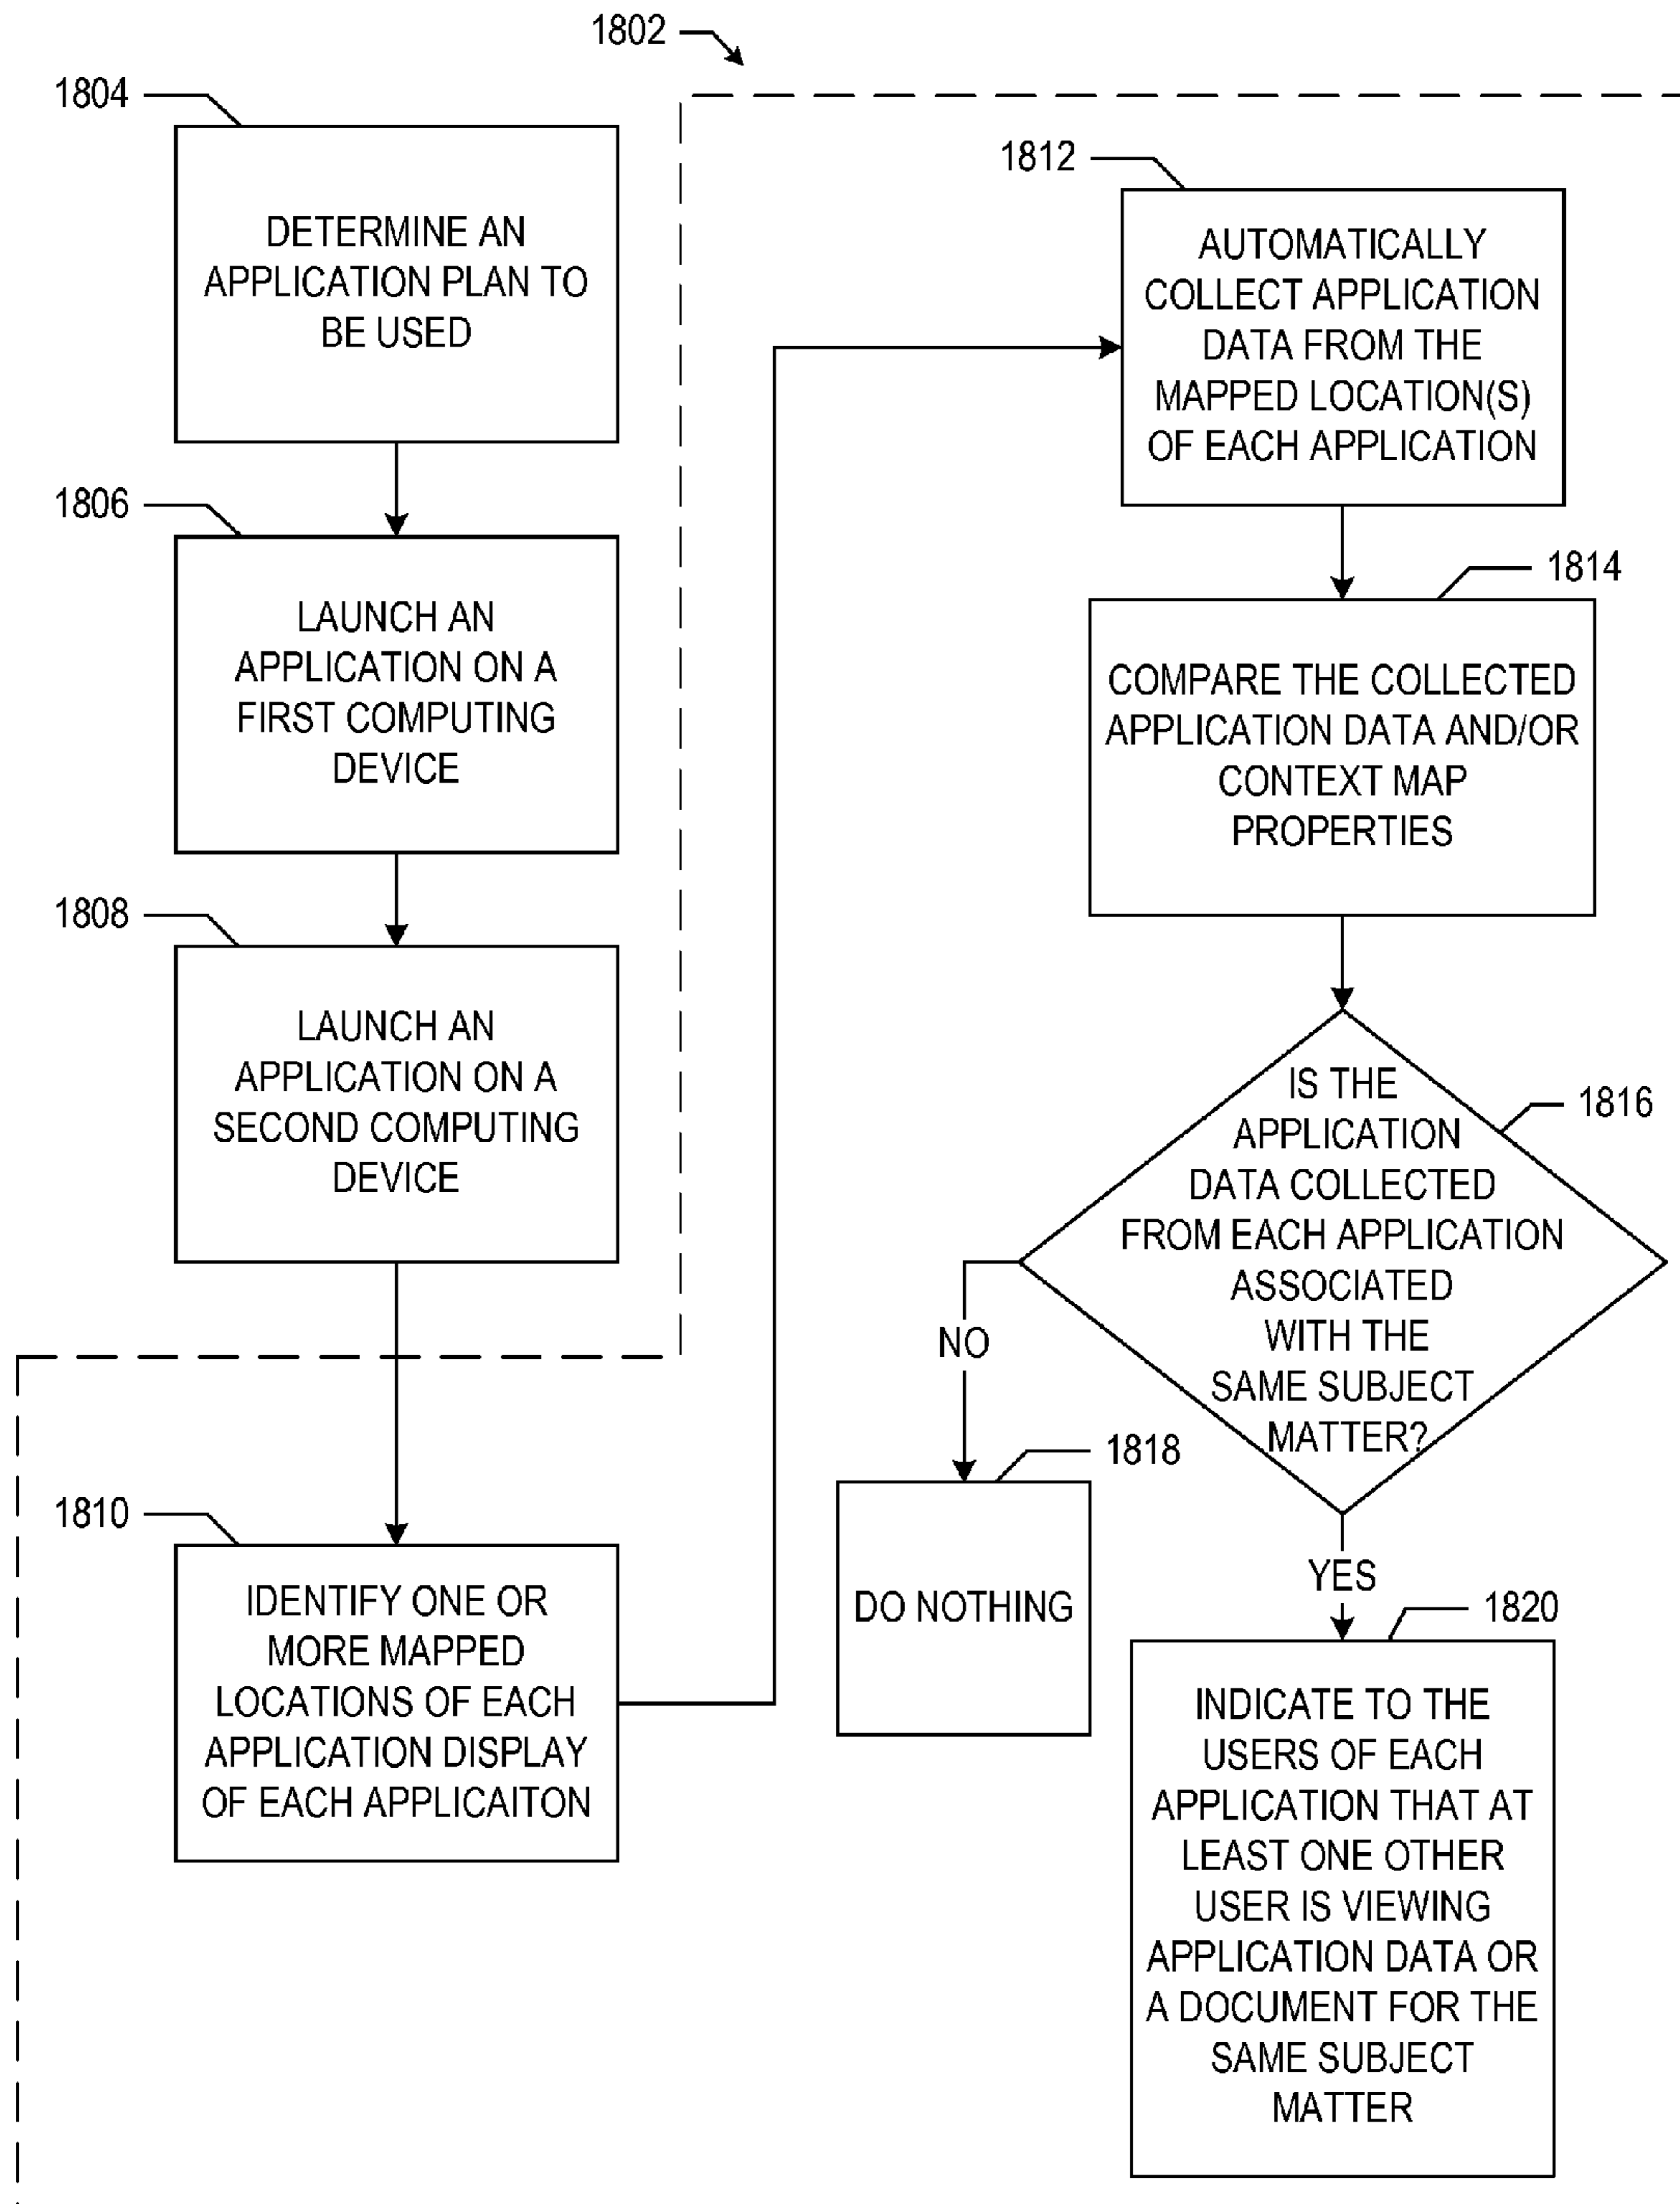 1802
1804
DETERMINE AN
APPLICATION PLAN TO
BE USED
1806
LAUNCH AN
APPLICATION ON A
FIRST COMPUTING
DEVICE
1808
LAUNCH AN
APPLICATION ON A
SECOND COMPUTING
DEVICE
1810
IDENTIFY ONE OR
MORE MAPPED
LOCATIONS OF EACH
APPLICATION DISPLAY
OF EACH APPLICAITON
1812
AUTOMATICALLY
COLLECT APPLICATION
DATA FROM THE
MAPPED LOCATION(S)
OF EACH APPLICATION
1814
COMPARE THE COLLECTED
APPLICATION DATA AND/OR
CONTEXT MAP
PROPERTIES
1816
IS THE
APPLICATION
DATA COLLECTED
FROM EACH APPLICATION
ASSOCIATED
WITH THE
SAME SUBJECT
MATTER?
NO
1818
DO NOTHING
YES
1820
INDICATE TO THE
USERS OF EACH
APPLICATION THAT AT
LEAST ONE OTHER
USER IS VIEWING
APPLICATION DATA OR
A DOCUMENT FOR THE
SAME SUBJECT
MATTER